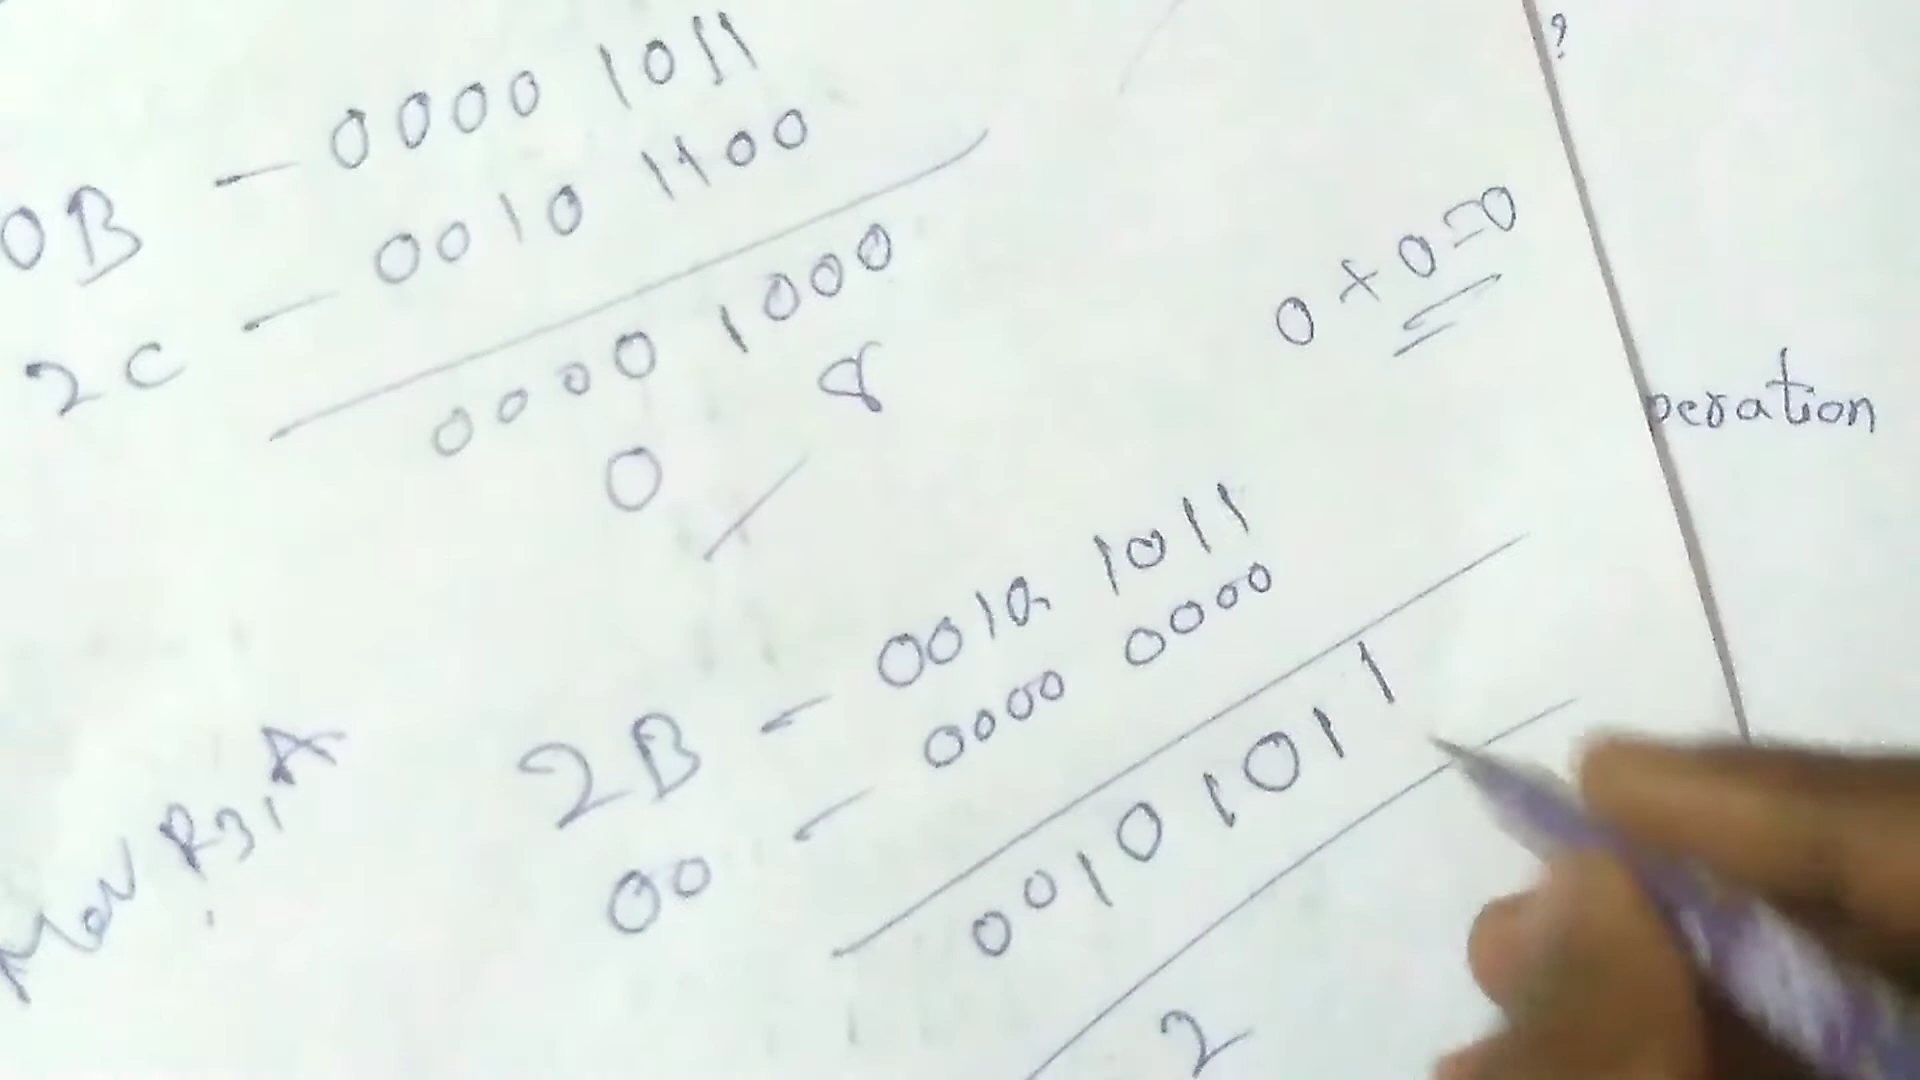 0B - 0000 1011
2C - 0010 1100
0000 1000
0 8
0 + 0 = 0
?
peration
2B - 0010 1011
00 - 0000 0000
0010 1011
2
Mov R3, A